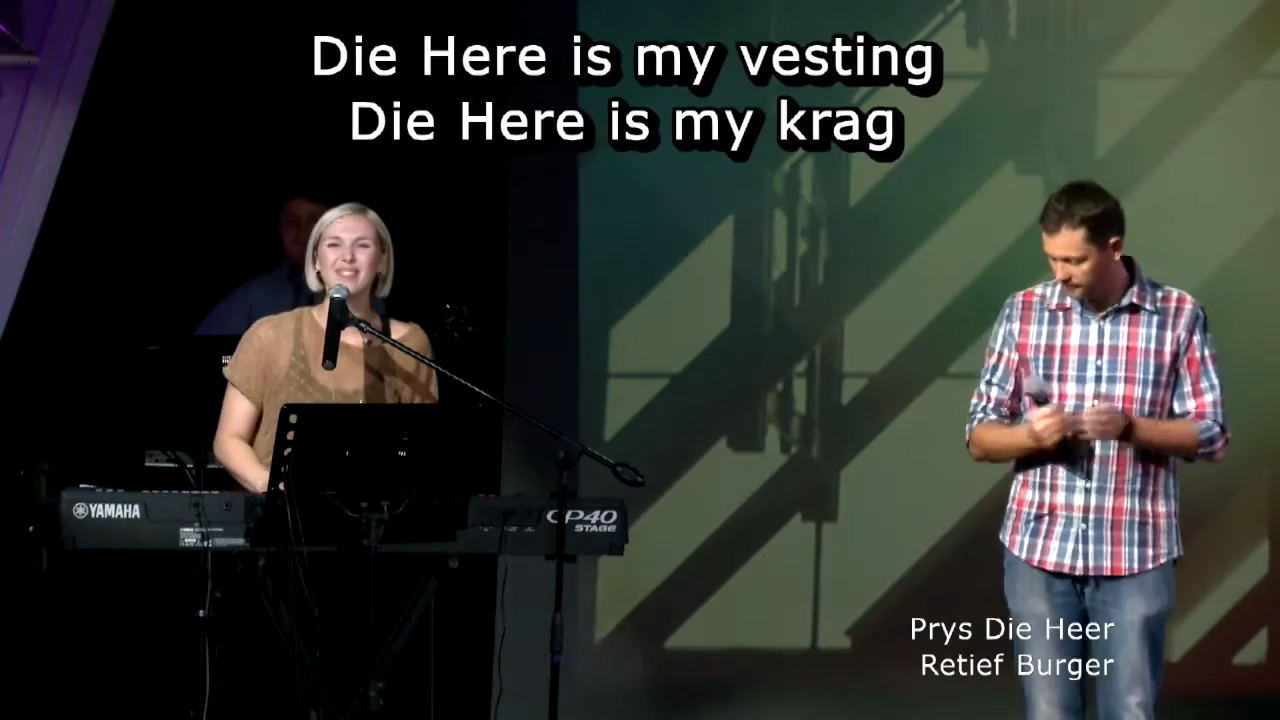 Die Here is my vesting
Die Here is my krag
YAMAHA
CP40
STAGE
Prys Die Heer
Retief Burger